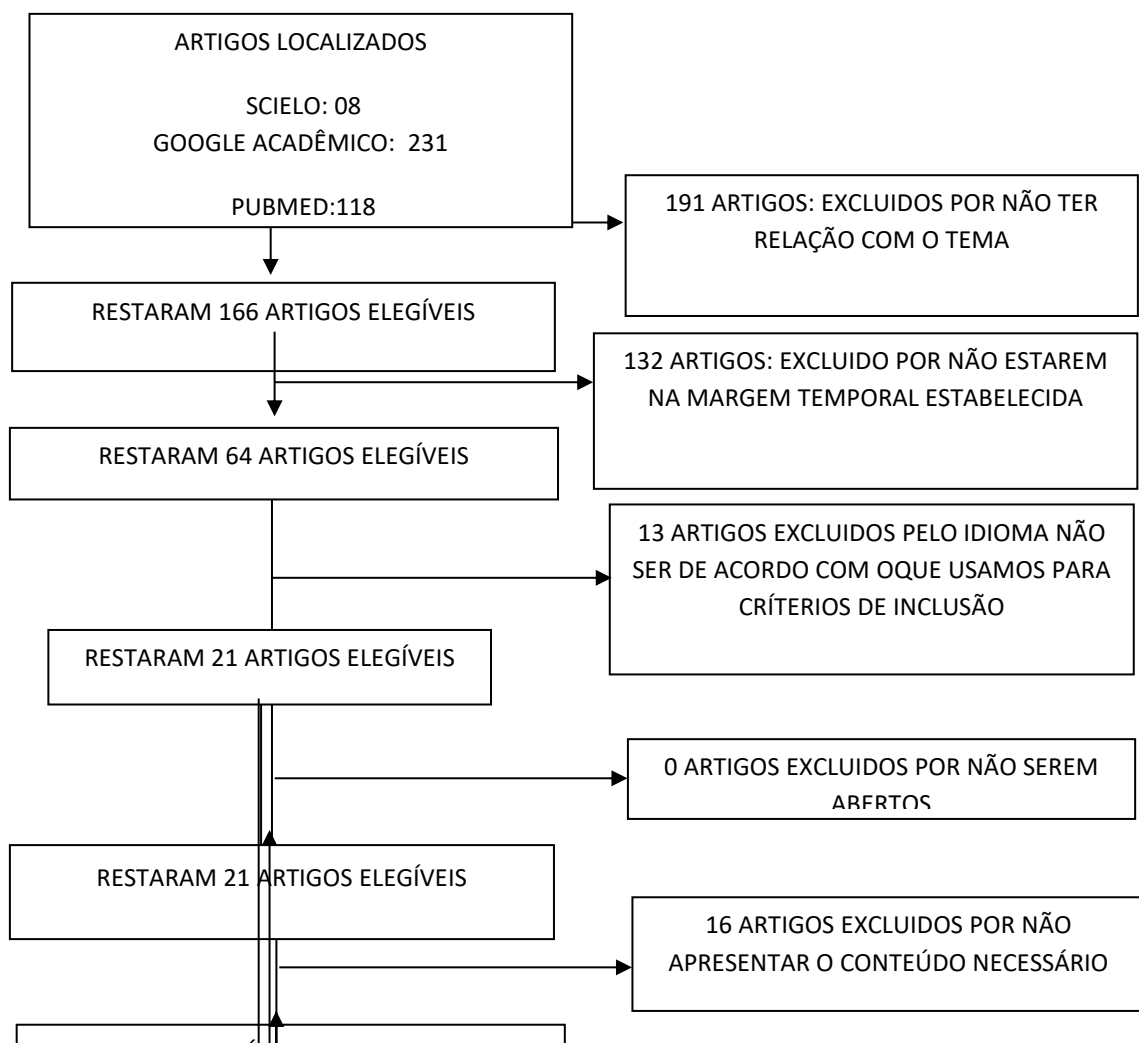 ARTIGOS LOCALIZADOS
SCIELO: 08
GOOGLE ACADÊMICO: 231
PUBMED:118
191 ARTIGOS: EXCLUIDOS POR NÃO TER
RELAÇÃO COM O TEMA
RESTARAM 166 ARTIGOS ELEGÍVEIS
132 ARTIGOS: EXCLUIDO POR NÃO ESTAREM
NA MARGEM TEMPORAL ESTABELECIDA
RESTARAM 64 ARTIGOS ELEGÍVEIS
13 ARTIGOS EXCLUIDOS PELO IDIOMA NÃO
SER DE ACORDO COM OQUE USAMOS PARA
CRÍTERIOS DE INCLUSÃO
RESTARAM 21 ARTIGOS ELEGÍVEIS
0 ARTIGOS EXCLUIDOS POR NÃO SEREM
ABERTOS
RESTARAM 21 ARTIGOS ELEGÍVEIS
16 ARTIGOS EXCLUIDOS POR NÃO
APRESENTAR O CONTEÚDO NECESSÁRIO